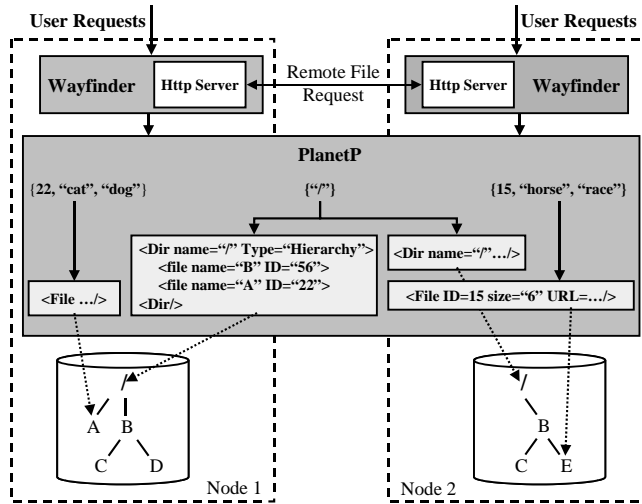 User Requests
User Requests
Wayfinder
Http Server
Remote File
Request
Http Server
Wayfinder
PlanetP
{22, “cat”, “dog”}
{“/”}
{15, “horse”, “race”}
<Dir name=“/” Type=“Hierarchy”>
<file name=“B” ID=“56”>
<file name=“A” ID=“22”>
<Dir/>
<Dir name=“/”…/>
<File …/>
<File ID=15 size=“6” URL=…/>
/
A
B
C
D
/
B
C
E
Node 1
Node 2